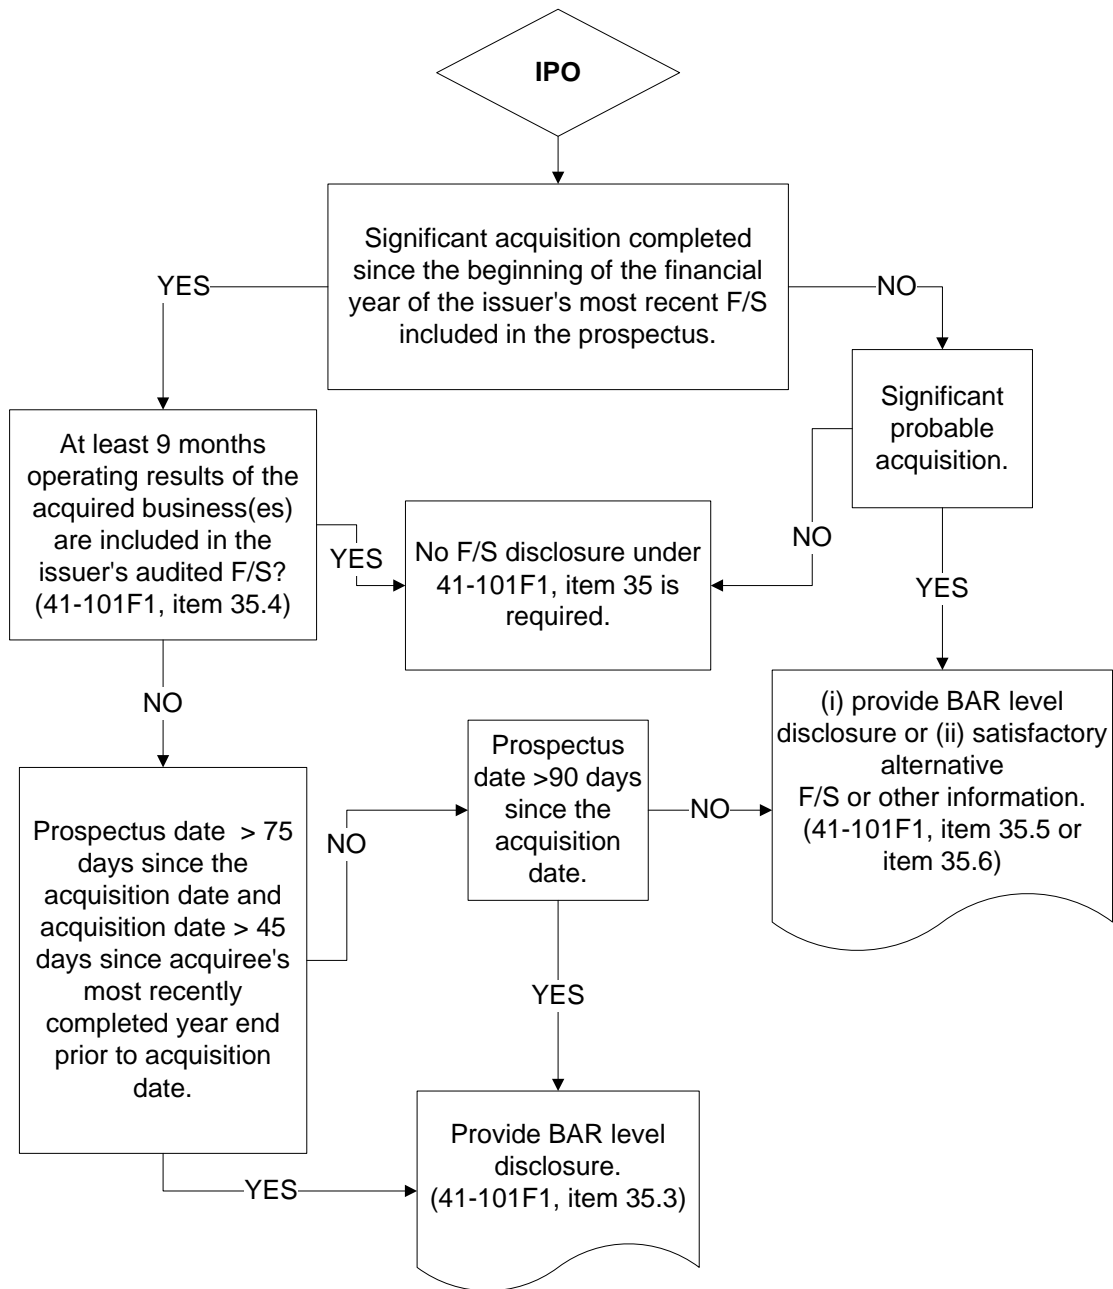 IPO
Significant acquisition completed
since the beginning of the financial
year of the issuer's most recent F/S
included in the prospectus.
YES
NO
At least 9 months
operating results of the
acquired business(es)
are included in the
issuer's audited F/S?
(41-101F1, item 35.4)
Significant
probable
acquisition.
YES
No F/S disclosure under
41-101F1, item 35 is
required.
NO
YES
NO
Prospectus date  > 75
days since the
acquisition date and
acquisition date > 45
days since acquiree's
most recently
completed year end
prior to acquisition
date.
NO
Prospectus
date >90 days
since the
acquisition
date.
NO
(i) provide BAR level
disclosure or (ii) satisfactory
alternative
F/S or other information.
(41-101F1, item 35.5 or
item 35.6)
YES
YES
Provide BAR level
disclosure.
(41-101F1, item 35.3)